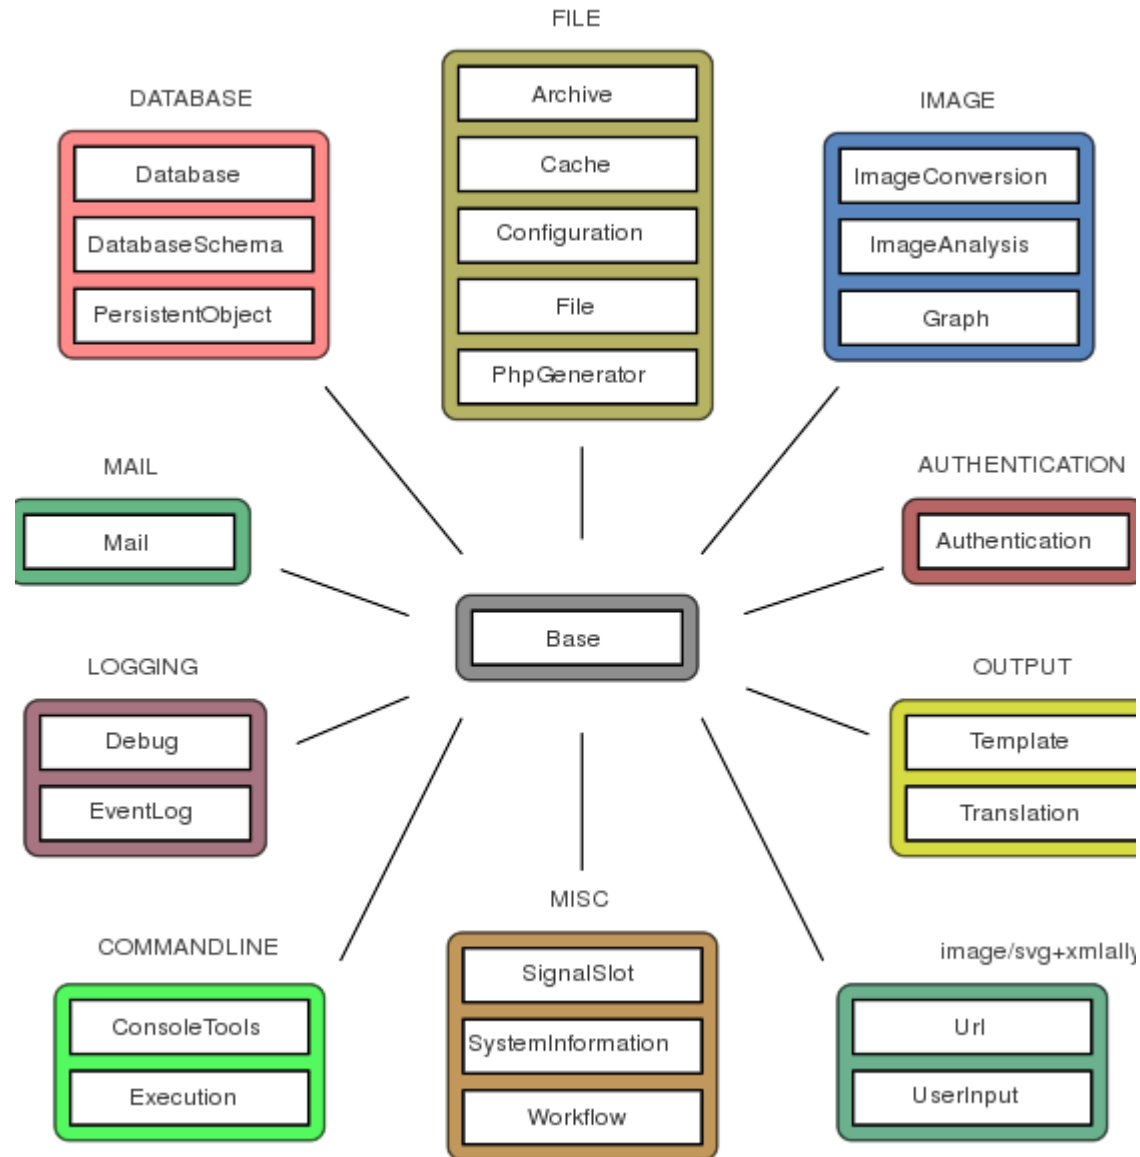 FILE
Archive
Cache
Configuration
File
PhpGenerator
DATABASE
Database
DatabaseSchema
PersistentObject
IMAGE
ImageConversion
ImageAnalysis
Graph
MAIL
Mail
AUTHENTICATION
Authentication
Base
LOGGING
Debug
EventLog
OUTPUT
Template
Translation
COMMANDLINE
ConsoleTools
Execution
MISC
SignalSlot
SystemInformation
Workflow
image/svg+xmlally
Url
UserInput